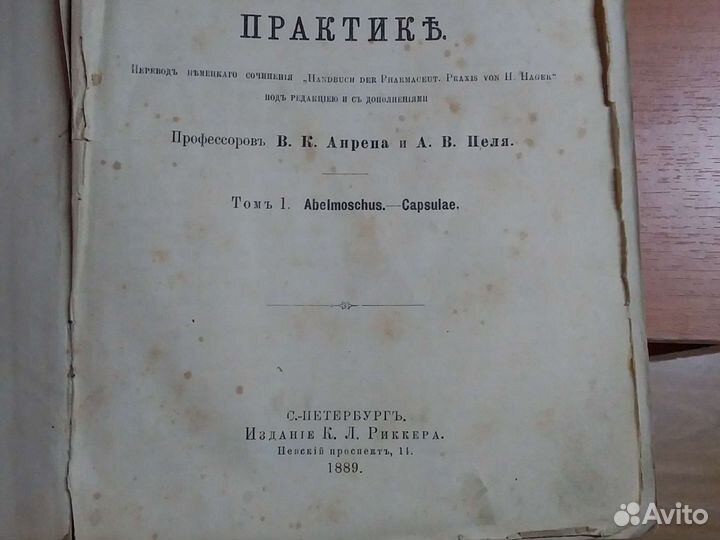 ПРАКТИКѢ.
Переводъ нѣмецкаго сочиненія „Handbuch der Pharmaceut. Praxis von H. Hager“
подъ редакціею и съ дополненіями
Профессоровъ В. К. Анрепа и А. В. Пеля.
Томъ I. Abelmoschus.—Capsulae.
С.-ПЕТЕРБУРГЪ.
Изданіе К. Л. Риккера.
Невскій проспектъ, 14.
1889.
Avito